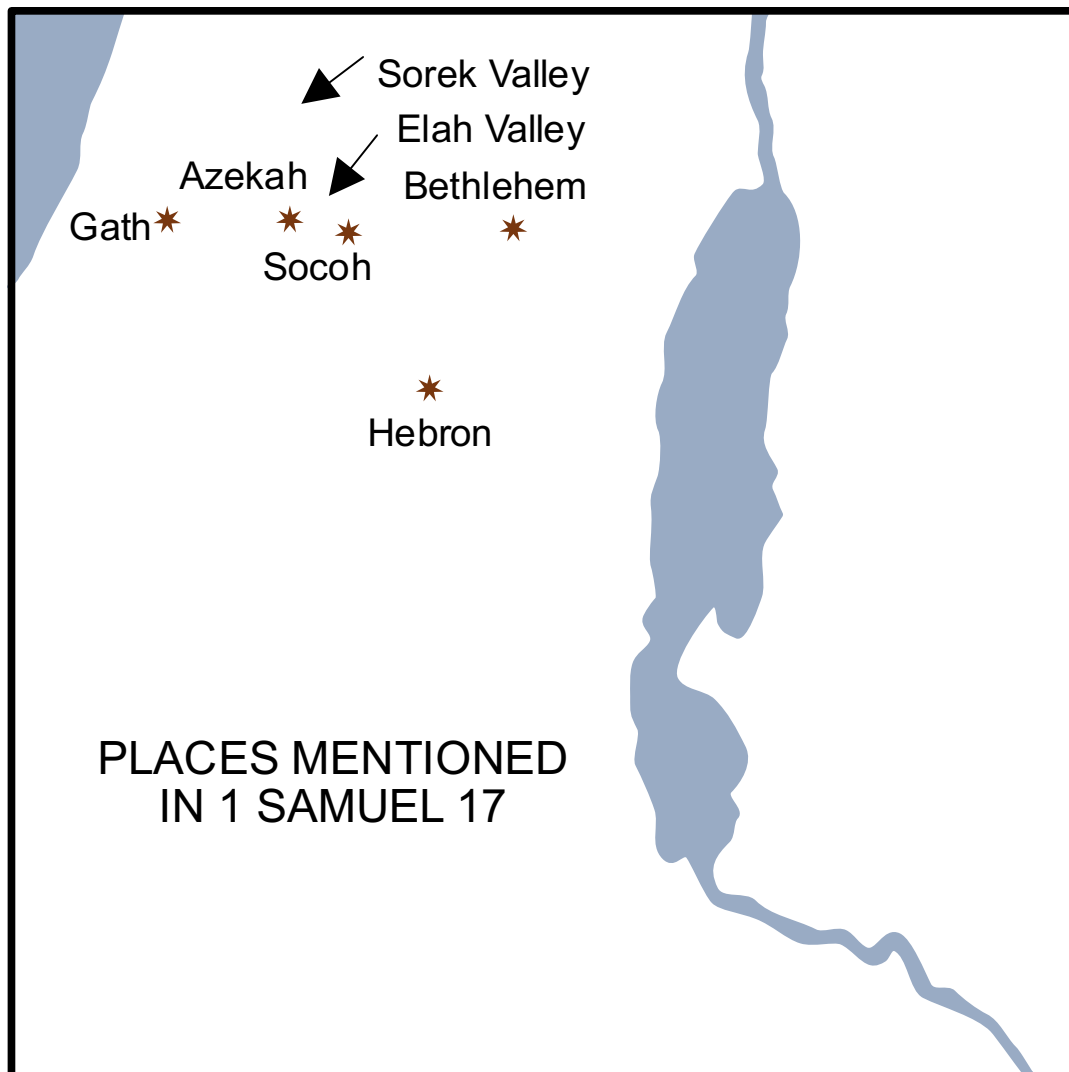 Sorek Valley
Elah Valley
Azekah
Bethlehem
Gath
Socoh
Hebron
PLACES MENTIONED
IN 1 SAMUEL 17